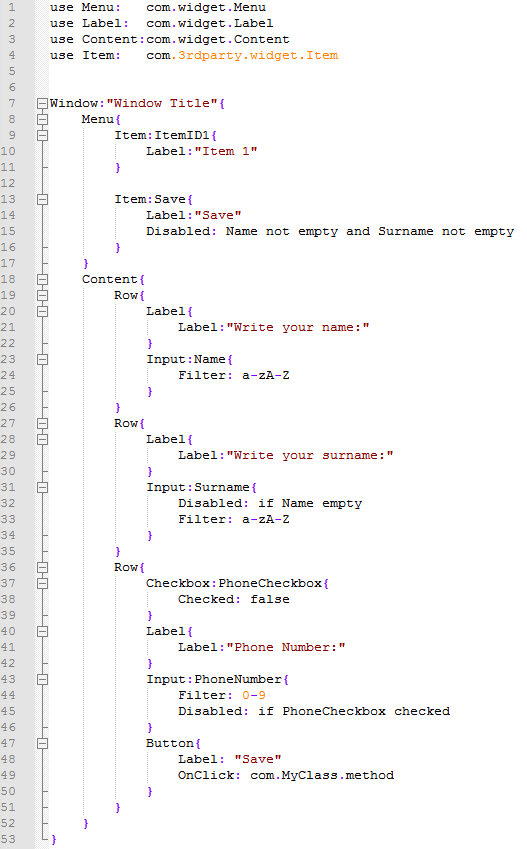 1 use Menu:   com.widget.Menu
2 use Label:  com.widget.Label
3 use Content:com.widget.Content
4 use Item:   com.3rdparty.widget.Item
5
6
7 Window:"Window Title"{
8     Menu{
9         Item:ItemID1{
10             Label:"Item 1"
11         }
12
13         Item:Save{
14             Label:"Save"
15             Disabled: Name not empty and Surname not empty
16         }
17     }
18     Content{
19         Row{
20             Label{
21                 Label:"Write your name:"
22             }
23             Input:Name{
24                 Filter: a-zA-Z
25             }
26         }
27         Row{
28             Label{
29                 Label:"Write your surname:"
30             }
31             Input:Surname{
32                 Disabled: if Name empty
33                 Filter: a-zA-Z
34             }
35         }
36         Row{
37             Checkbox:PhoneCheckbox{
38                 Checked: false
39             }
40             Label{
41                 Label:"Phone Number:"
42             }
43             Input:PhoneNumber{
44                 Filter: 0-9
45                 Disabled: if PhoneCheckbox checked
46             }
47             Button{
48                 Label: "Save"
49                 OnClick: com.MyClass.method
50             }
51         }
52     }
53 }